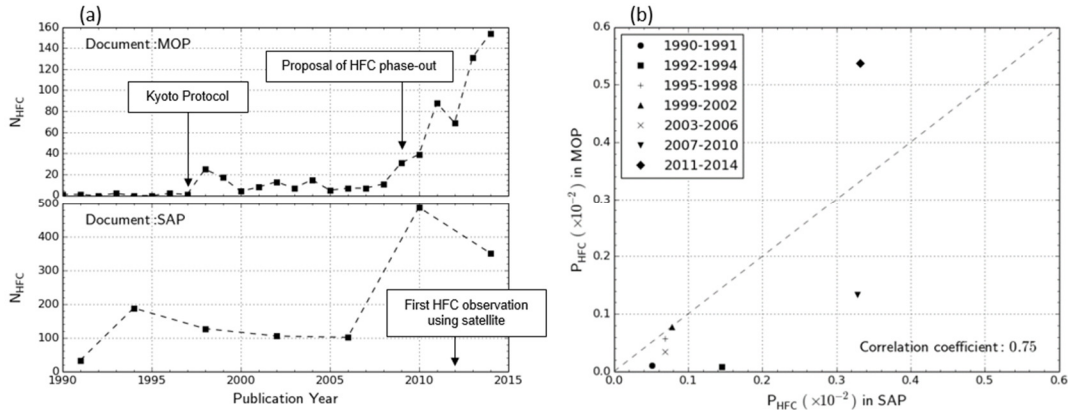 (a)
160
140
120
100
80
60
40
20
0
N_HFC
Document :MOP
Kyoto Protocol
Proposal of HFC phase-out
500
400
300
200
100
0
N_HFC
Document :SAP
First HFC observation
using satellite
1990 1995 2000 2005 2010 2015
Publication Year
(b)
0.6
0.5
0.4
0.3
0.2
0.1
0.0
P_HFC (×10⁻²) in MOP
1990-1991
1992-1994
1995-1998
1999-2002
2003-2006
2007-2010
2011-2014
Correlation coefficient: 0.75
0.0 0.1 0.2 0.3 0.4 0.5 0.6
P_HFC (×10⁻²) in SAP